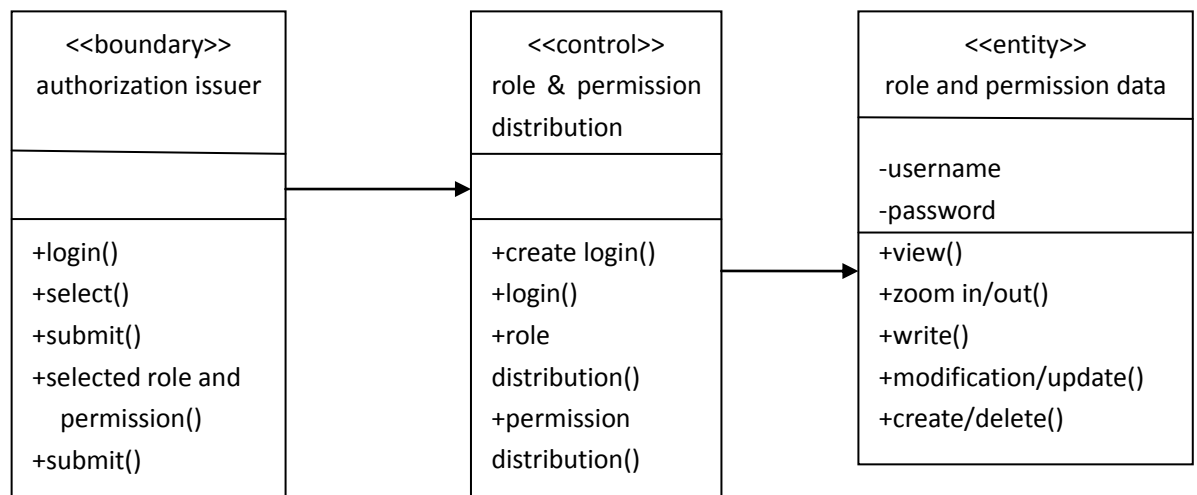 <<boundary>>
authorization issuer
+login()
+select()
+submit()
+selected role and
permission()
+submit()
<<control>>
role & permission
distribution
+create login()
+login()
+role
distribution()
+permission
distribution()
<<entity>>
role and permission data
-username
-password
+view()
+zoom in/out()
+write()
+modification/update()
+create/delete()